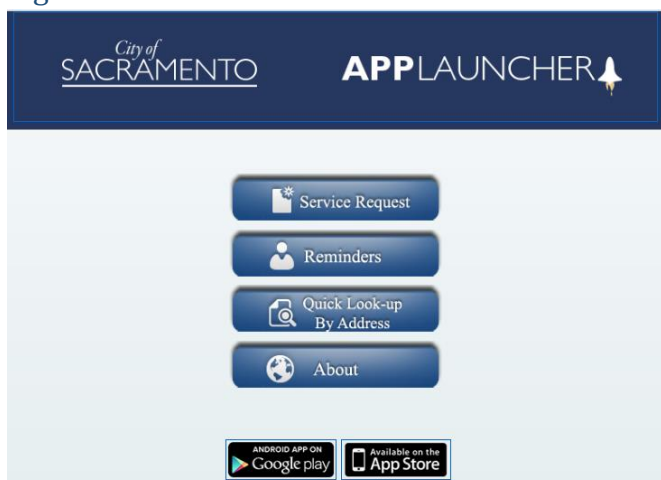 City of
SACRAMENTO
APPLAUNCHER
Service Request
Reminders
Quick Look-up
By Address
About
ANDROID APP ON
Google play
Available on the
App Store